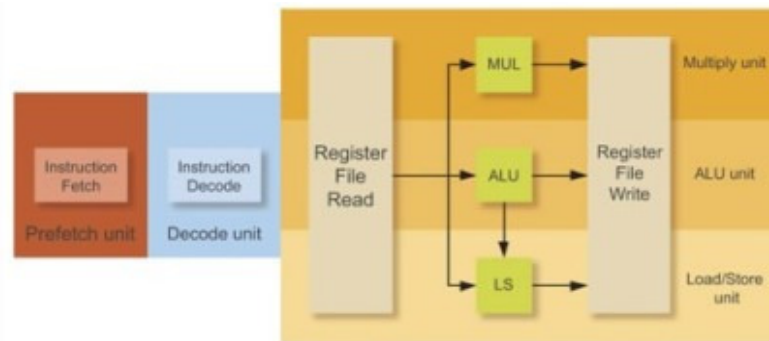 Instruction
Fetch
Prefetch unit
Instruction
Decode
Decode unit
Register
File
Read
MUL
ALU
LS
Register
File
Write
Multiply unit
ALU unit
Load/Store
unit